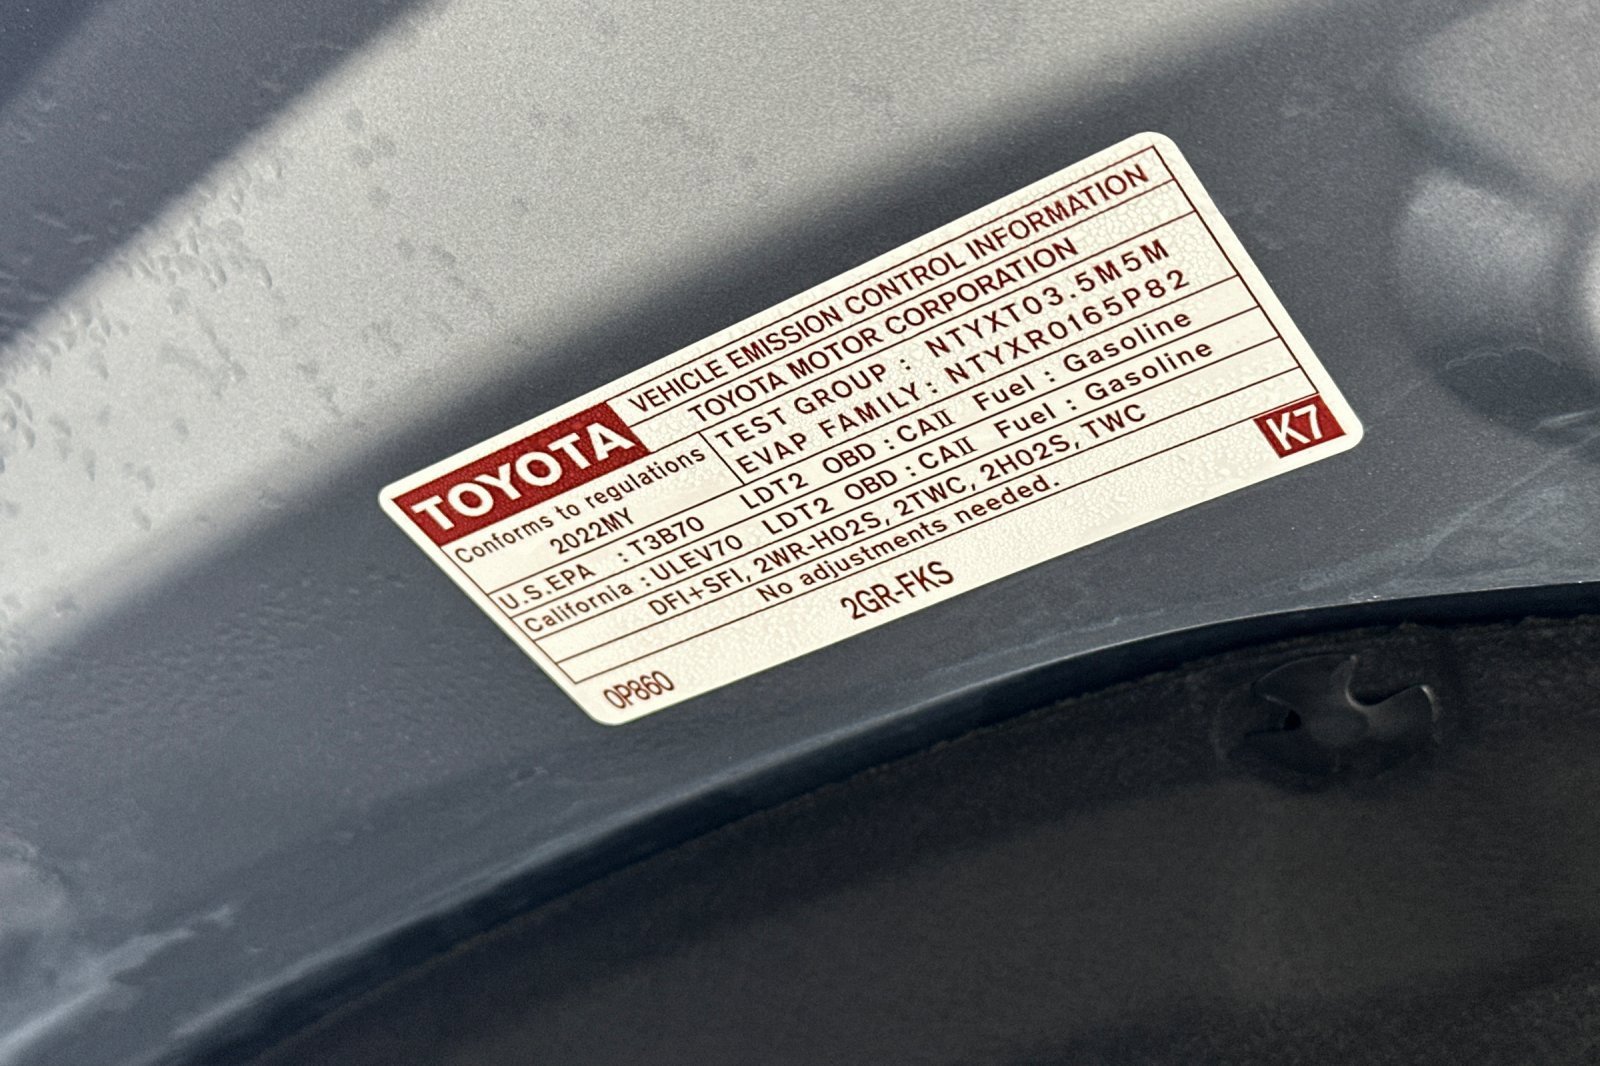 TOYOTA VEHICLE EMISSION CONTROL INFORMATION
TOYOTA MOTOR CORPORATION
Conforms to regulations
2022MY
TEST GROUP : NTYXT03.5M5M
EVAP FAMILY: NTYXR0165P82
U.S.EPA : T3B70 LDT2 OBD : CAII Fuel : Gasoline
California : ULEV70 LDT2 OBD : CAII Fuel : Gasoline
DFI+SFI, 2WR-HO2S, 2TWC, 2HO2S, TWC
No adjustments needed.
2GR-FKS
K7
0P860